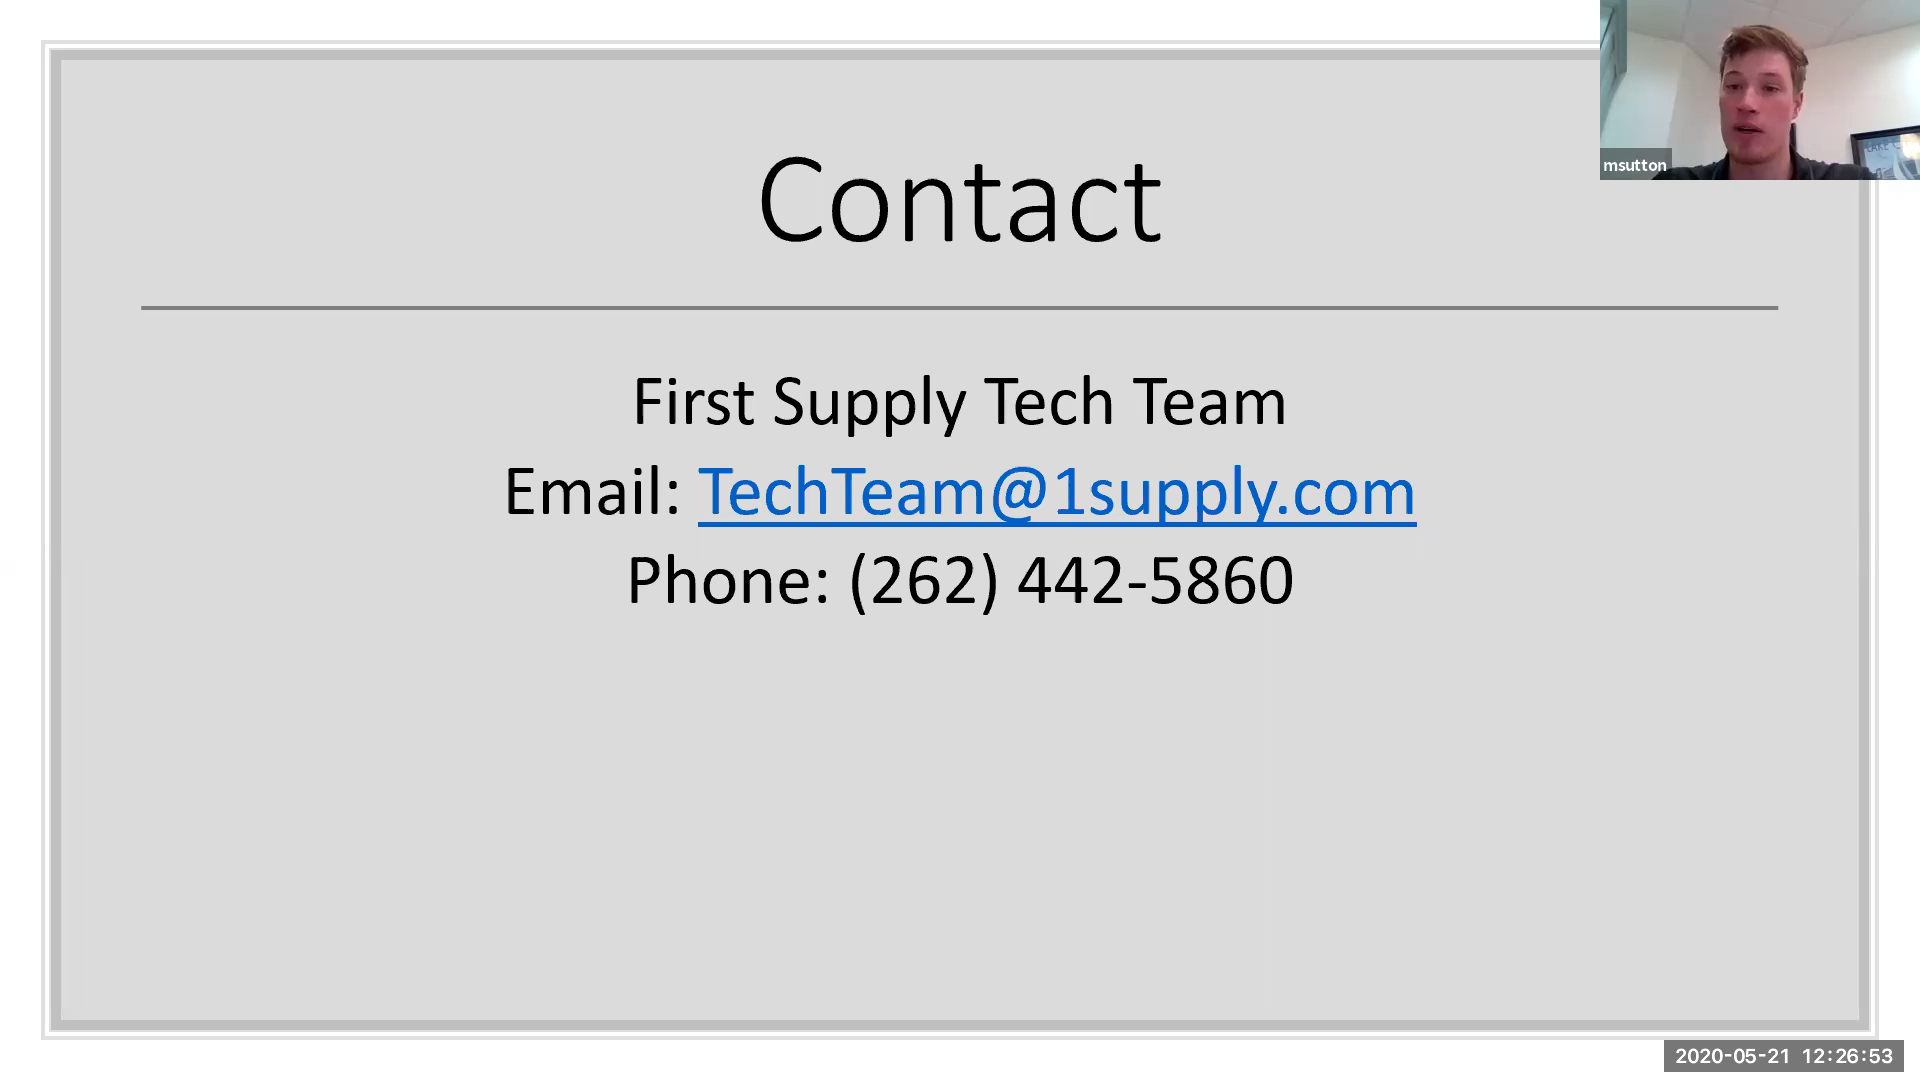 Contact
msutton
First Supply Tech Team
Email: TechTeam@1supply.com
Phone: (262) 442-5860
2020-05-21 12:26:53